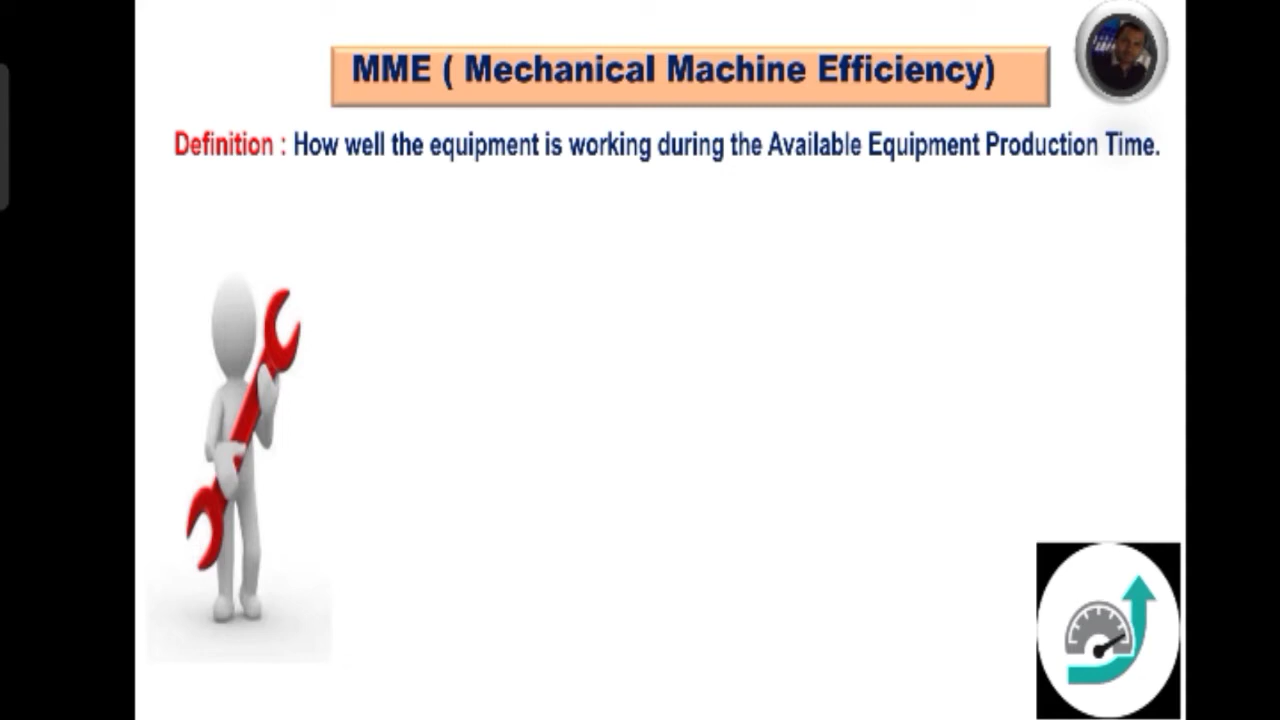 MME ( Mechanical Machine Efficiency)
Definition : How well the equipment is working during the Available Equipment Production Time.